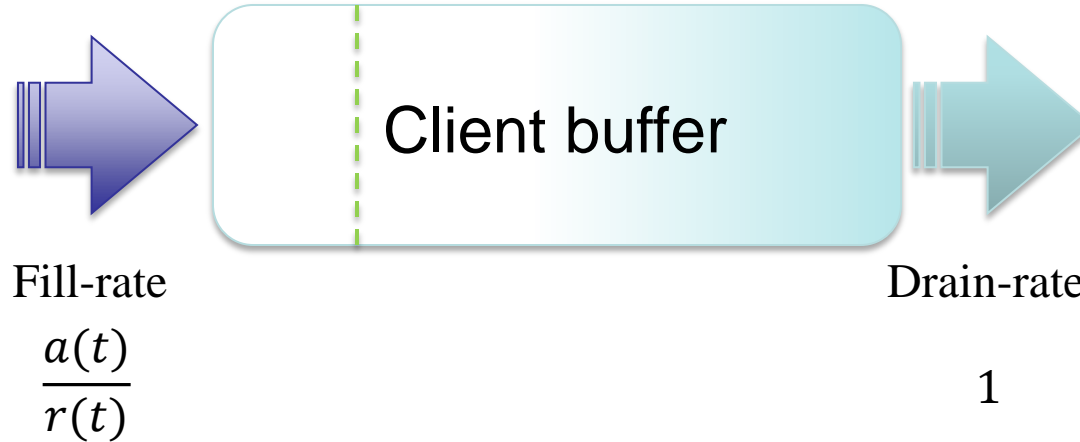 Client buffer
Fill-rate
Drain-rate
a(t)
r(t)
1